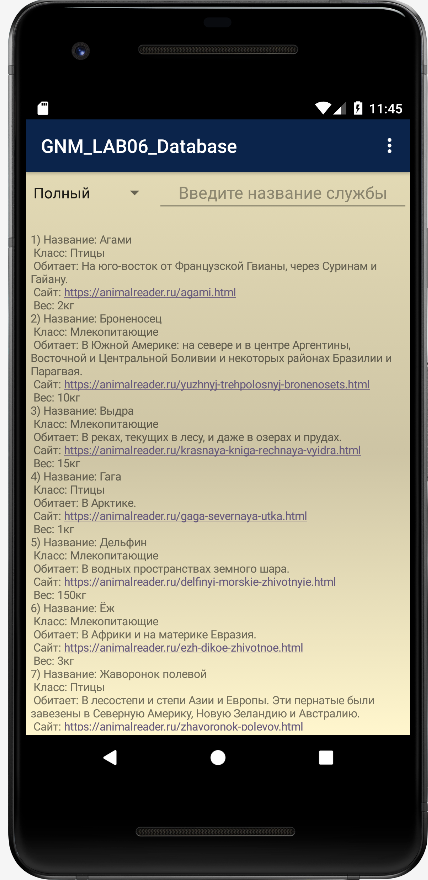 11:45
GNM_LAB06_Database
Полный
Введите название службы
1) Название: Агами
Класс: Птицы
Обитает: На юго-восток от Французской Гвианы, через Суринам и
Гайану.
Сайт: https://animalreader.ru/agami.html
Вес: 2кг
2) Название: Броненосец
Класс: Млекопитающие
Обитает: В Южной Америке: на севере и в центре Аргентины,
Восточной и Центральной Боливии и некоторых районах Бразилии и
Парагвая.
Сайт: https://animalreader.ru/yuzhnyj-trehpolosnyj-bronenosets.html
Вес: 10кг
3) Название: Выдра
Класс: Млекопитающие
Обитает: В реках, текущих в лесу, и даже в озерах и прудах.
Сайт: https://animalreader.ru/krasnaya-kniga-rechnaya-vyidra.html
Вес: 15кг
4) Название: Гага
Класс: Птицы
Обитает: В Арктике.
Сайт: https://animalreader.ru/gaga-severnaya-utka.html
Вес: 1кг
5) Название: Дельфин
Класс: Млекопитающие
Обитает: В водных пространствах земного шара.
Сайт: https://animalreader.ru/delfinyi-morskie-zhivotnyie.html
Вес: 150кг
6) Название: Ёж
Класс: Млекопитающие
Обитает: В Африки и на материке Евразия.
Сайт: https://animalreader.ru/ezh-dikoe-zhivotnoe.html
Вес: 3кг
7) Название: Жаворонок полевой
Класс: Птицы
Обитает: В лесостепи и степи Азии и Европы. Эти пернатые были
завезены в Северную Америку, Новую Зеландию и Австралию.
Сайт: https://animalreader.ru/zhavoronok-polevoy.html